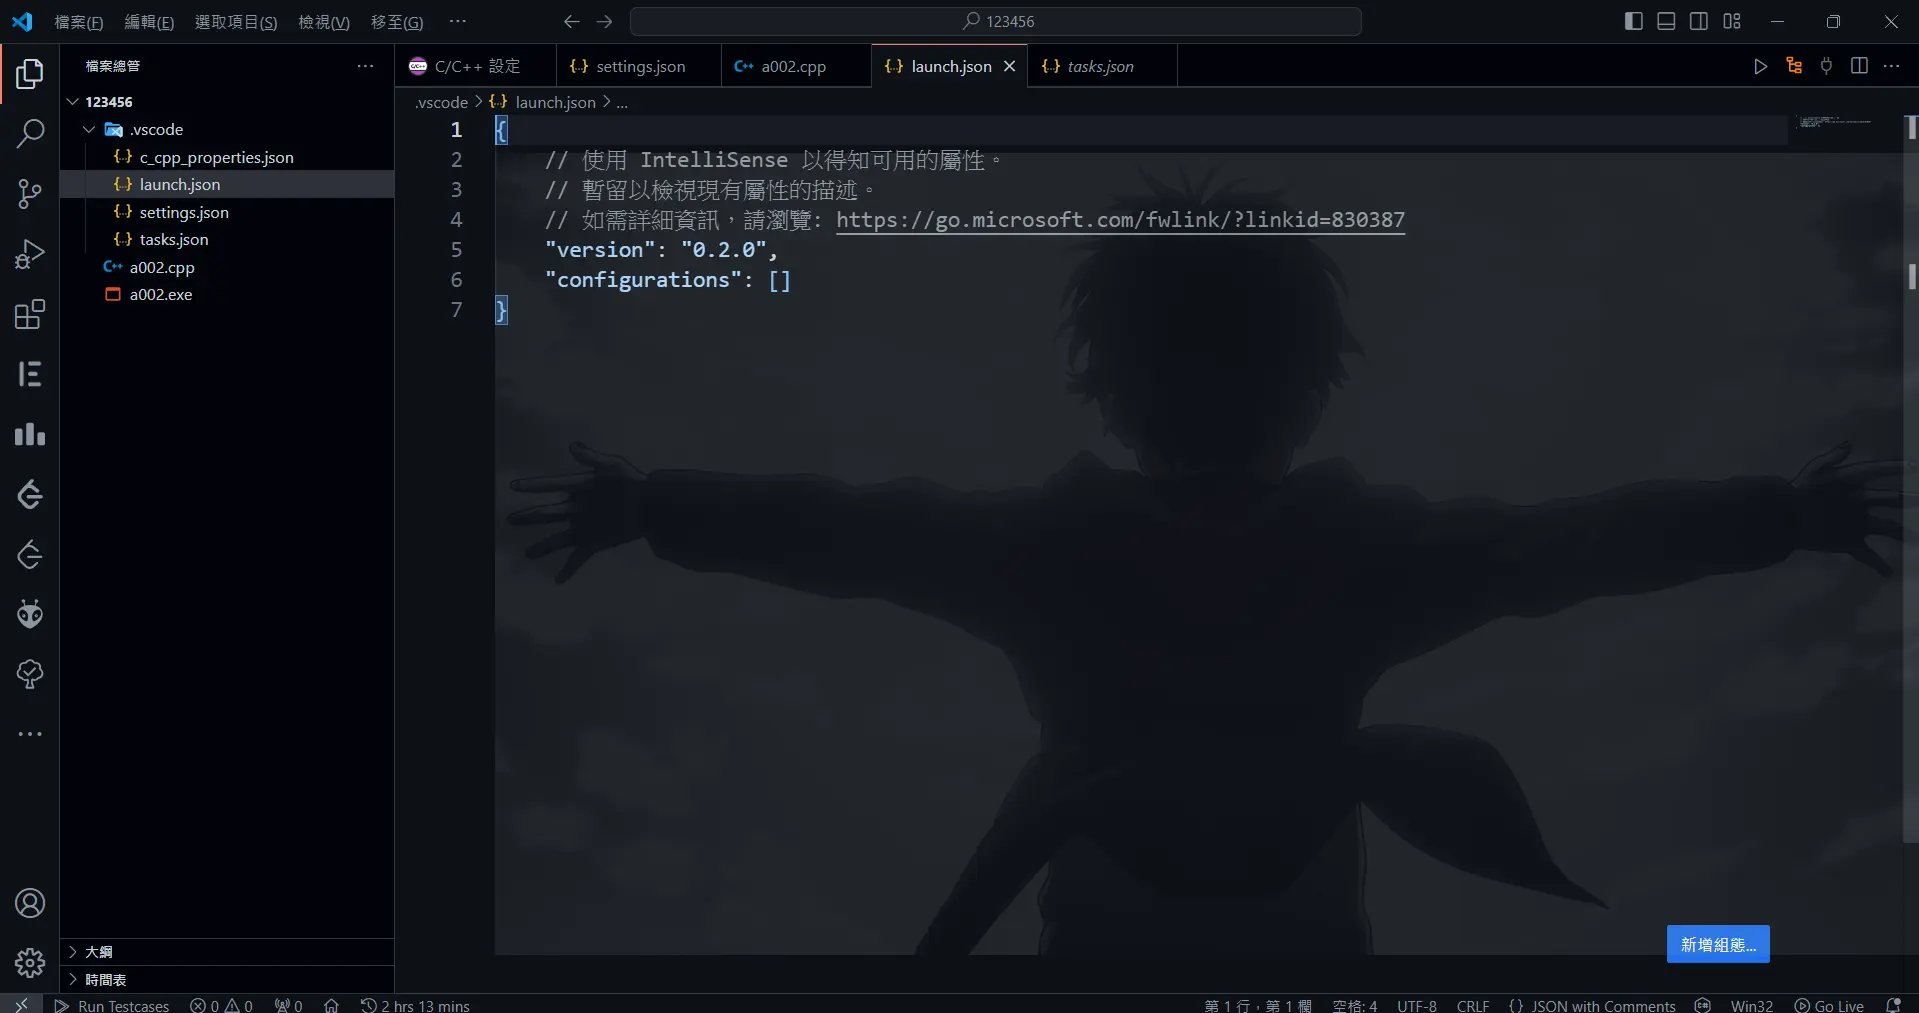 檔案(F) 編輯(E) 選取項目(S) 檢視(V) 移至(G) ··· 123456
檔案總管 ···
C/C++ 設定 settings.json a002.cpp launch.json tasks.json
.vscode > launch.json > ...
123456
.vscode
c_cpp_properties.json
launch.json
settings.json
tasks.json
a002.cpp
a002.exe
1 {
2 // 使用 IntelliSense 以得知可用的屬性。
3 // 暫留以檢視現有屬性的描述。
4 // 如需詳細資訊，請瀏覽: https://go.microsoft.com/fwlink/?linkid=830387
5 "version": "0.2.0",
6 "configurations": []
7 }
新增組態...
大綱
時間表
Run Testcases 0 0 0 2 hrs 13 mins 第 1 行，第 1 欄 空格: 4 UTF-8 CRLF {} JSON with Comments Win32 Go Live